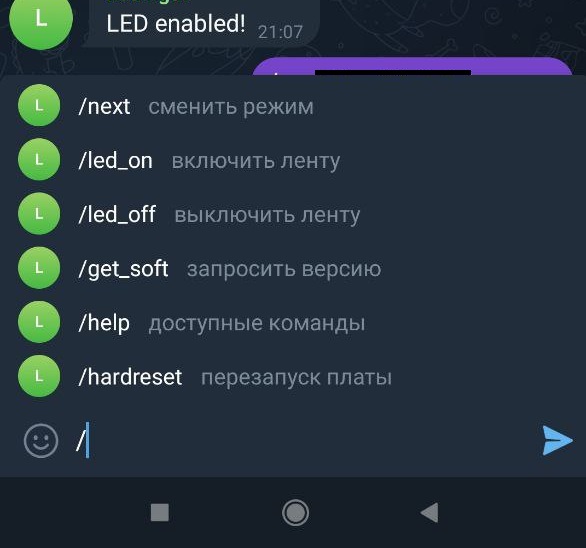 L
LED enabled! 21:07
L /next сменить режим
L /led_on включить ленту
L /led_off выключить ленту
L /get_soft запросить версию
L /help доступные команды
L /hardreset перезапуск платы
/